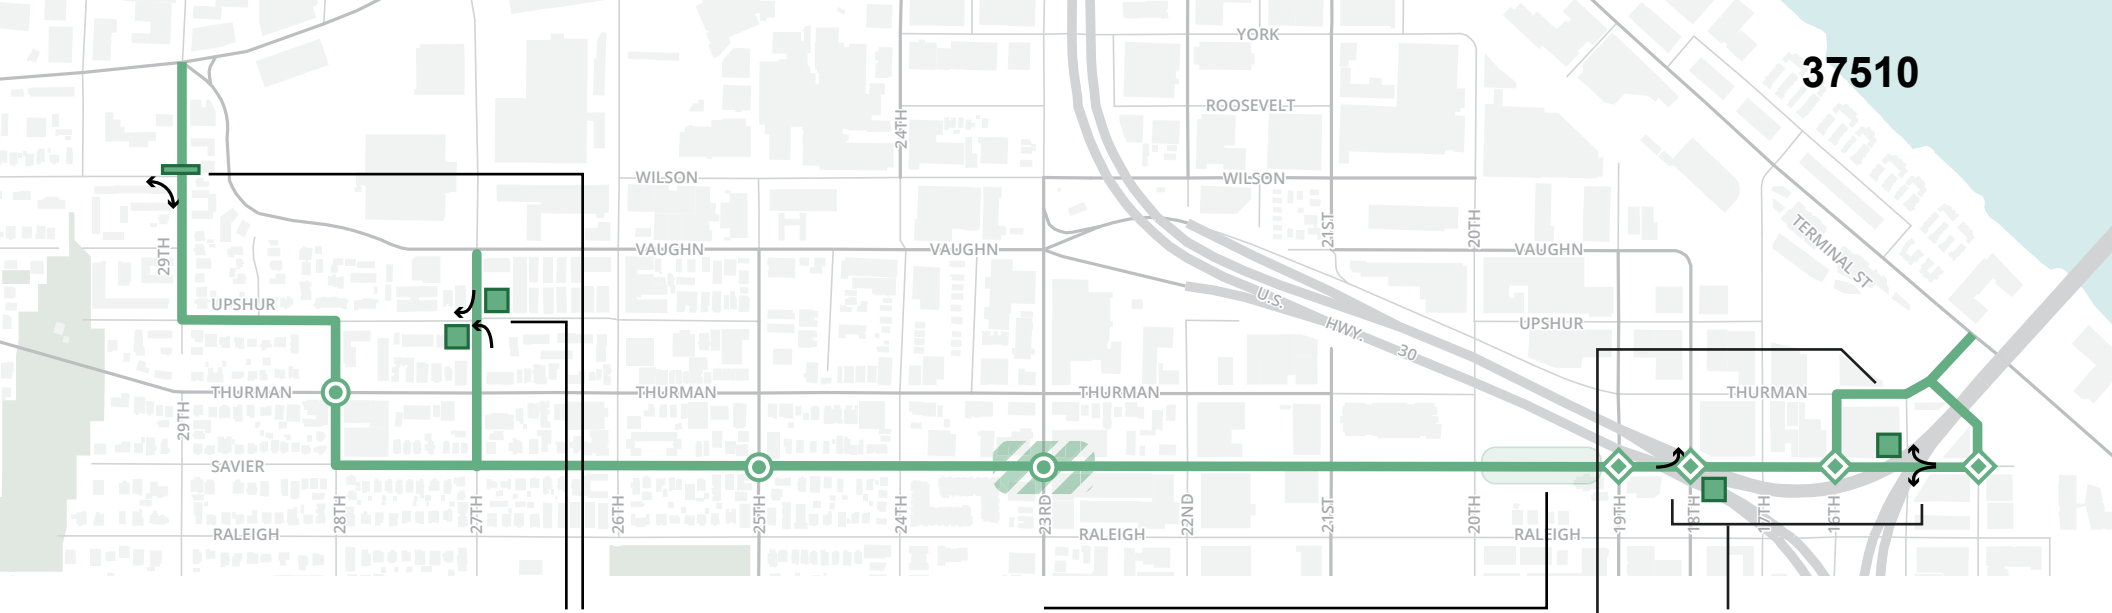 YORK
37510
ROOSEVELT
24TH
WILSON
WILSON
29TH
VAUGHN
VAUGHN
21ST
20TH
VAUGHN
TERMINAL ST
UPSHUR
U.S.
HWY.
30
UPSHUR
THURMAN
THURMAN
THURMAN
THURMAN
29TH
SAVIER
28TH
27TH
26TH
25TH
24TH
23RD
22ND
21ST
20TH
19TH
18TH
17TH
16TH
RALEIGH
RALEIGH
RALEIGH